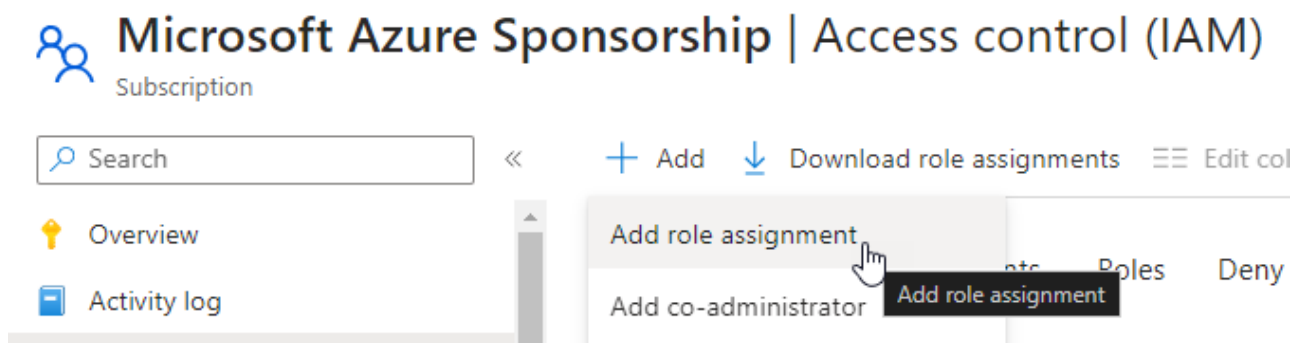 Microsoft Azure Sponsorship | Access control (IAM)
Subscription
Search
«
+ Add
Download role assignments
Edit col
Overview
Add role assignment
Roles
Deny
Add role assignment
Activity log
Add co-administrator